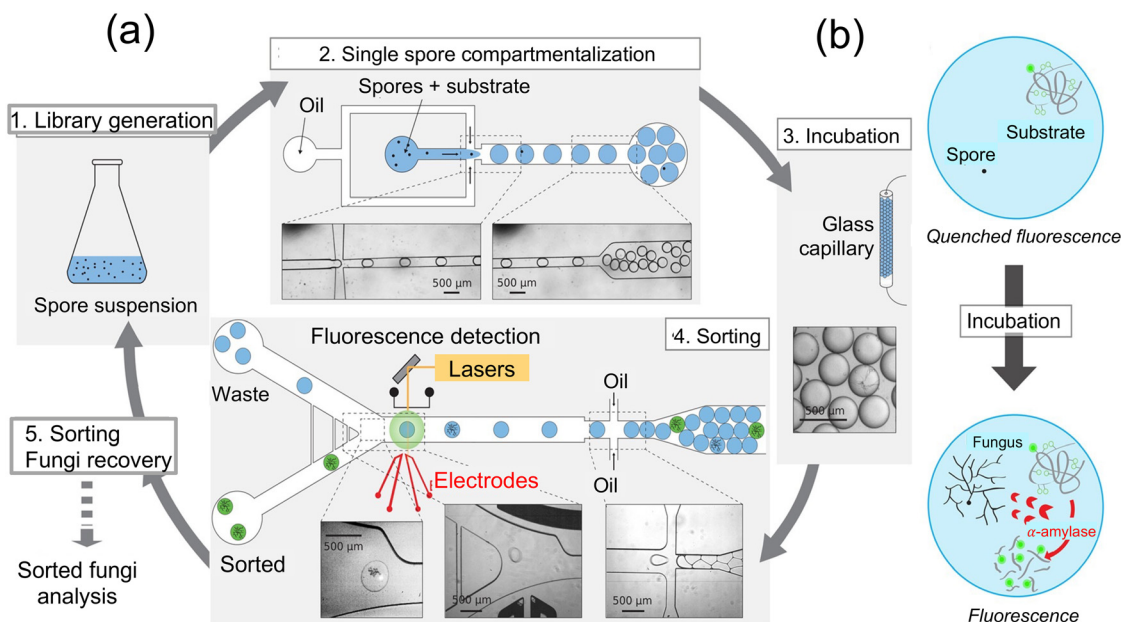 (a)
(b)
1. Library generation
Spore suspension
2. Single spore compartmentalization
Oil
Spores + substrate
500 µm
500 µm
3. Incubation
Glass
capillary
500 µm
4. Sorting
Fluorescence detection
Lasers
Waste
Oil
Oil
Electrodes
Sorted
500 µm
500 µm
500 µm
5. Sorting
Fungi recovery
Sorted fungi
analysis
Substrate
Spore
Quenched fluorescence
Incubation
Fungus
α-amylase
Fluorescence